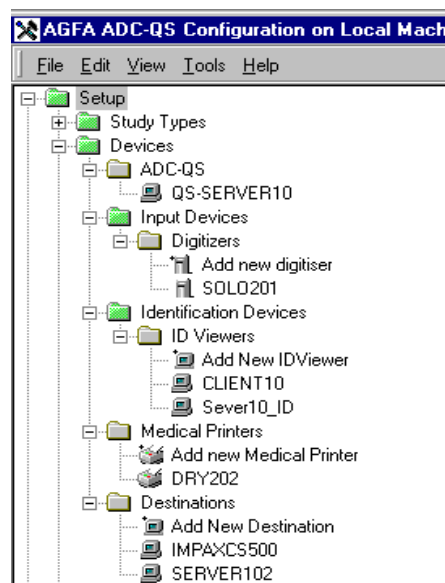 AGFA ADC-QS Configuration on Local Mach
File Edit View Tools Help
Setup
Study Types
Devices
ADC-QS
QS-SERVER10
Input Devices
Digitizers
Add new digitiser
SOLO201
Identification Devices
ID Viewers
Add New IDViewer
CLIENT10
Sever10_ID
Medical Printers
Add new Medical Printer
DRY202
Destinations
Add New Destination
IMPAXCS500
SERVER102